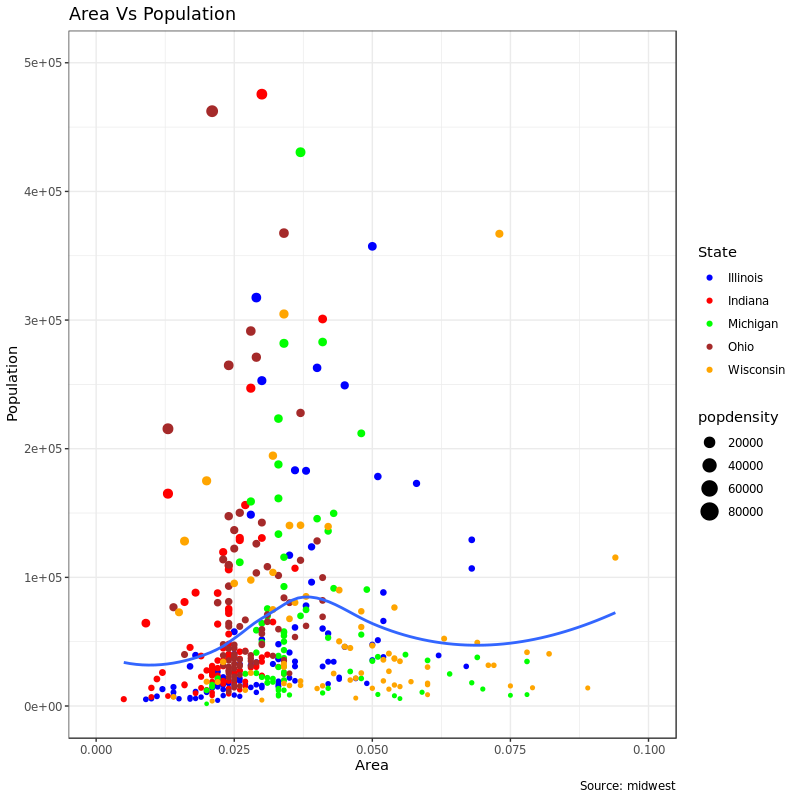 Area Vs Population
Population
5e+05
4e+05
3e+05
2e+05
1e+05
0e+00
0.000
0.025
0.050
0.075
0.100
Area
State
Illinois
Indiana
Michigan
Ohio
Wisconsin
popdensity
20000
40000
60000
80000
Source: midwest